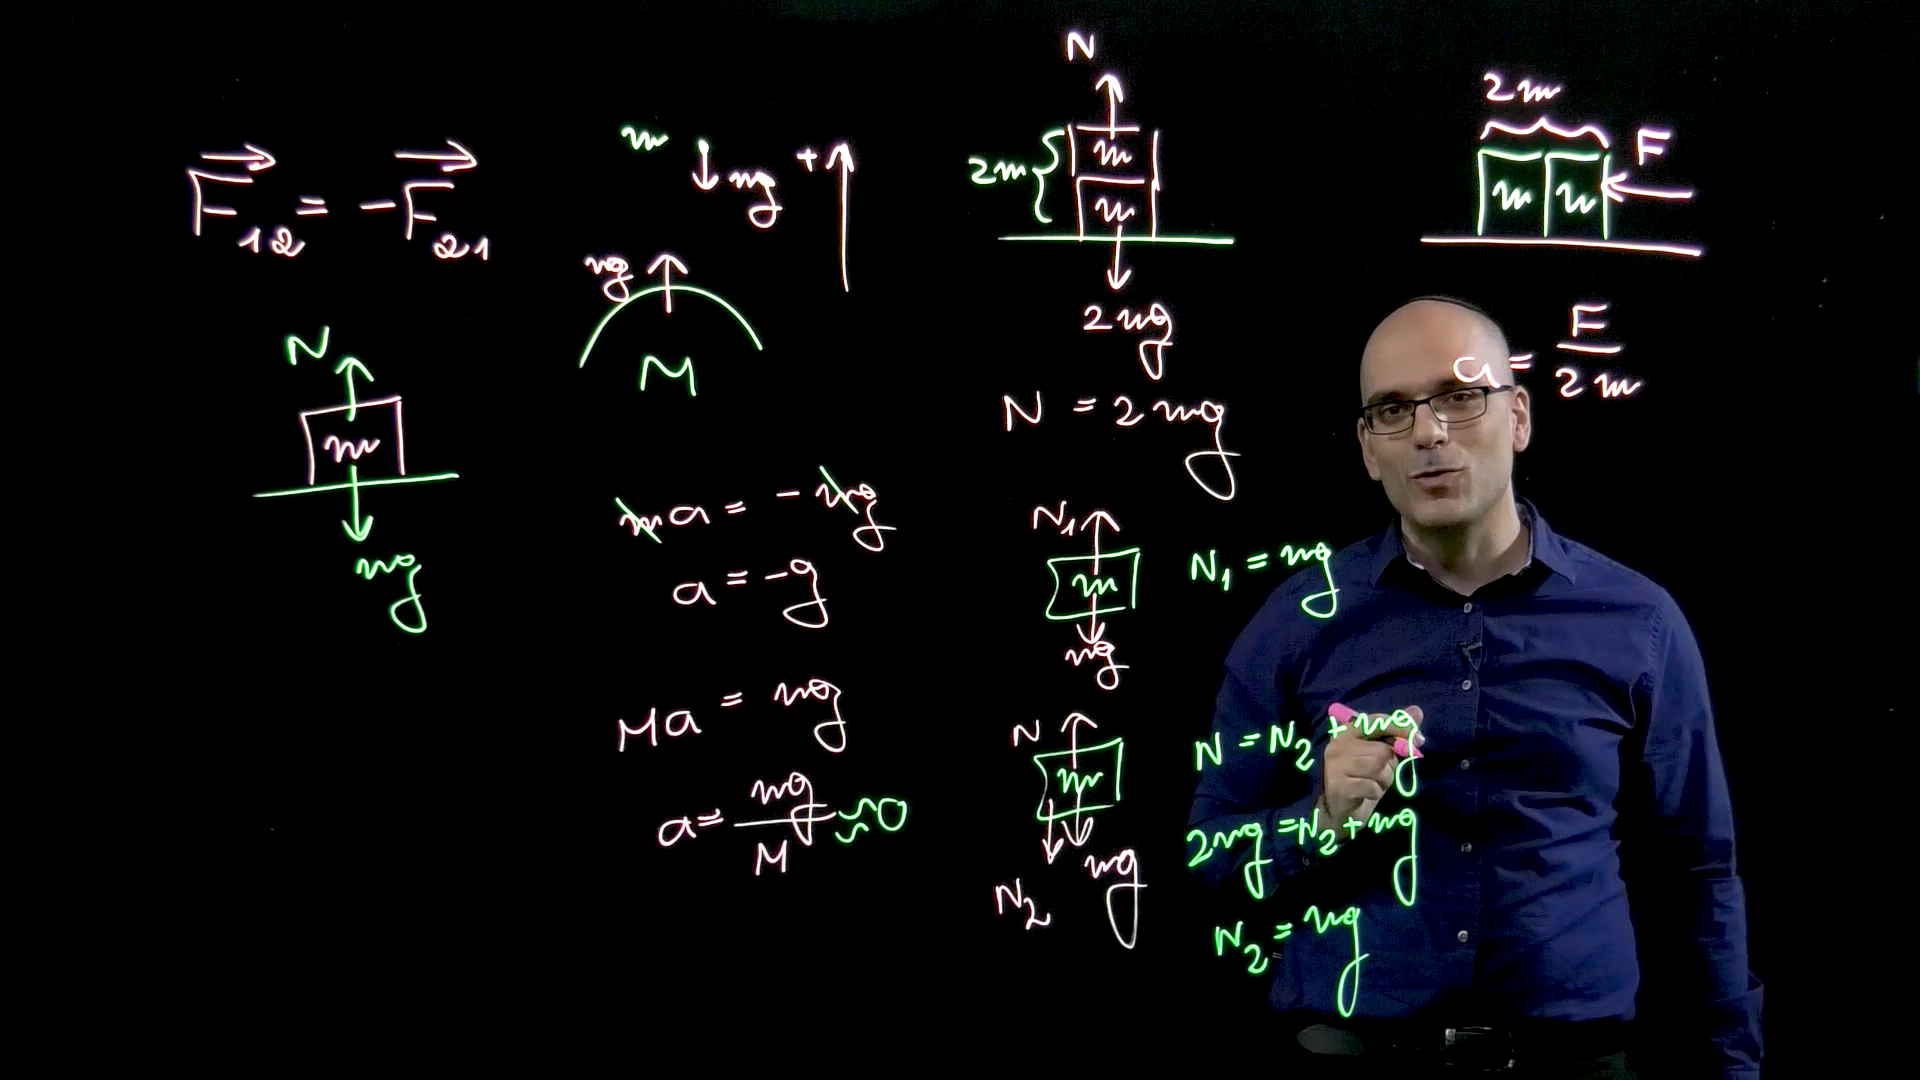 F₁₂ = -F₂₁
N
m
mg
m
mg
+
mg
M
ma = -mg
a = -g
Ma = mg
a = mg/M ≈ 0
N
2m
m
m
2mg
N = 2mg
N₁
m
mg
N₁ = mg
N
m
N₂
mg
N = N₂ + mg
2mg = N₂ + mg
N₂ = mg
2m
F
m
m
a = F/2m